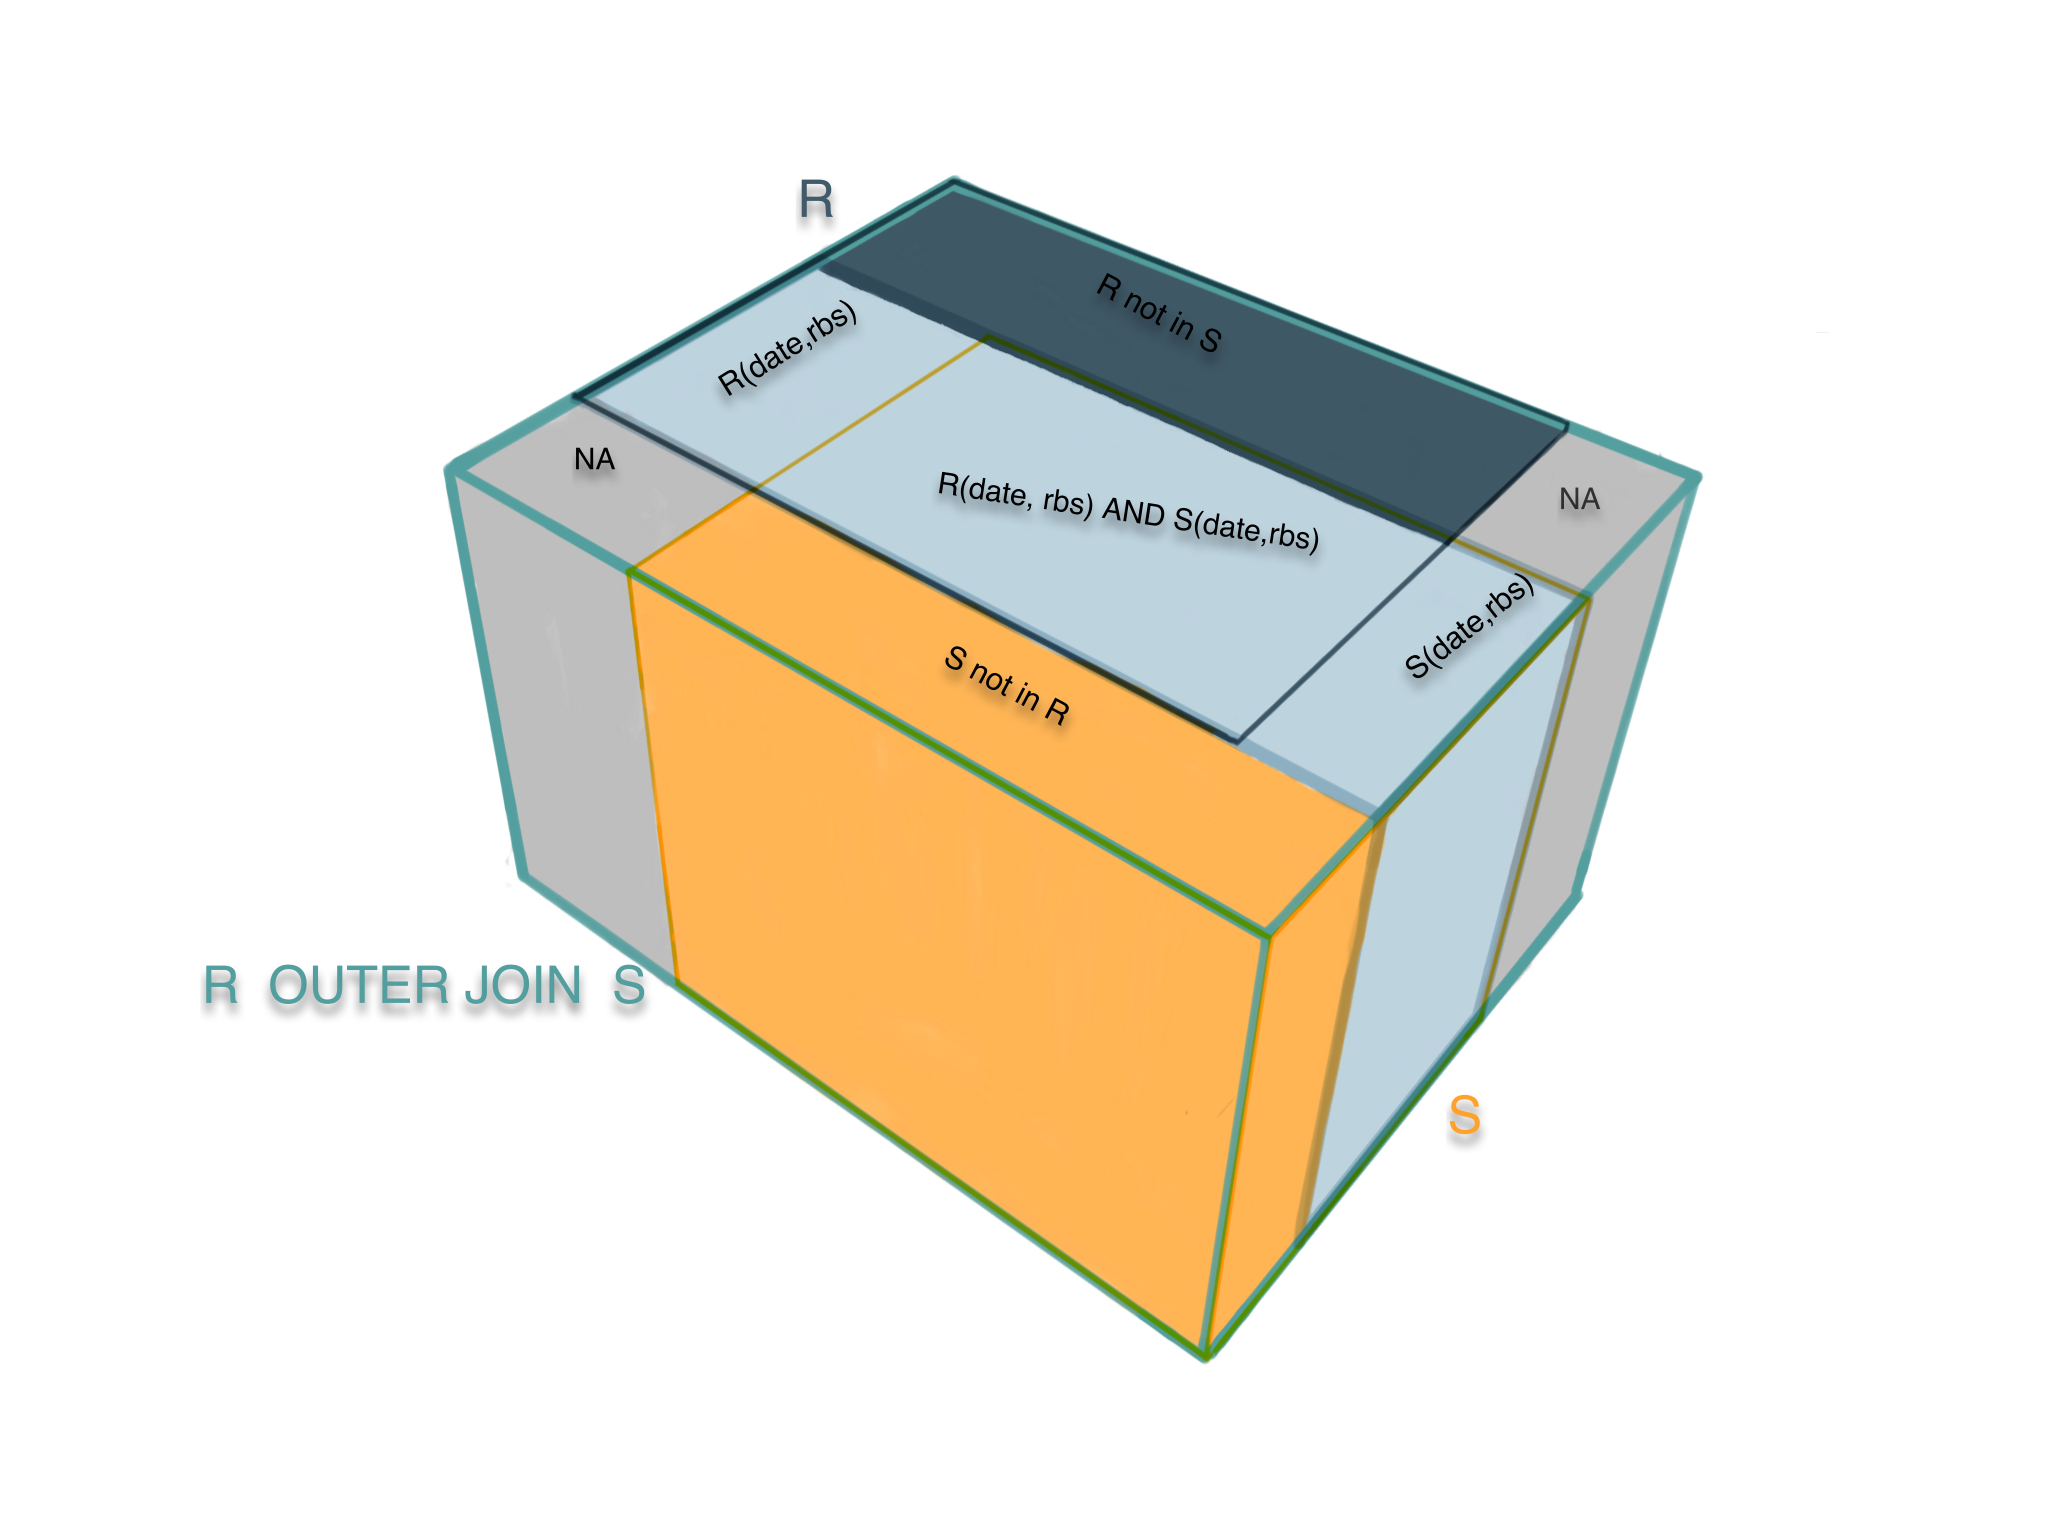 R
R not in S
R(date,rbs)
NA
R(date, rbs) AND S(date,rbs)
NA
S(date,rbs)
S not in R
R OUTER JOIN S
S